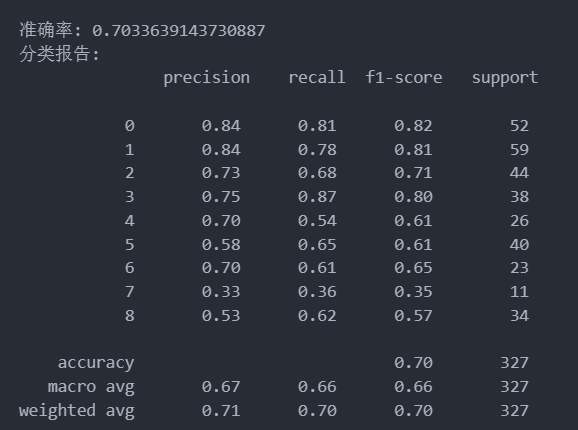 准确率: 0.7033639143730887
分类报告:
precision recall f1-score support
0 0.84 0.81 0.82 52
1 0.84 0.78 0.81 59
2 0.73 0.68 0.71 44
3 0.75 0.87 0.80 38
4 0.70 0.54 0.61 26
5 0.58 0.65 0.61 40
6 0.70 0.61 0.65 23
7 0.33 0.36 0.35 11
8 0.53 0.62 0.57 34
accuracy 0.70 327
macro avg 0.67 0.66 0.66 327
weighted avg 0.71 0.70 0.70 327